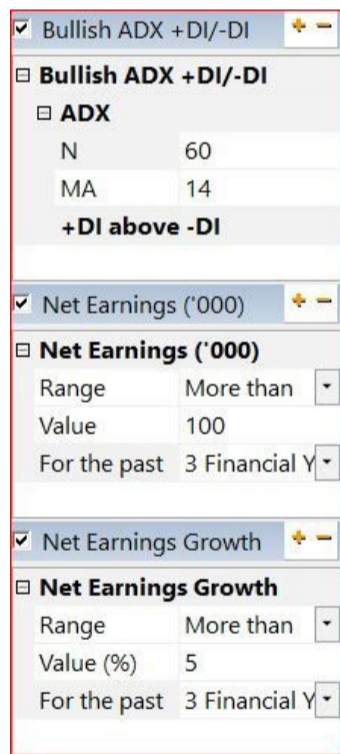 Bullish ADX +DI/-DI
Bullish ADX +DI/-DI
ADX
N 60
MA 14
+DI above -DI
Net Earnings ('000)
Net Earnings ('000)
Range More than
Value 100
For the past 3 Financial Y
Net Earnings Growth
Net Earnings Growth
Range More than
Value (%) 5
For the past 3 Financial Y